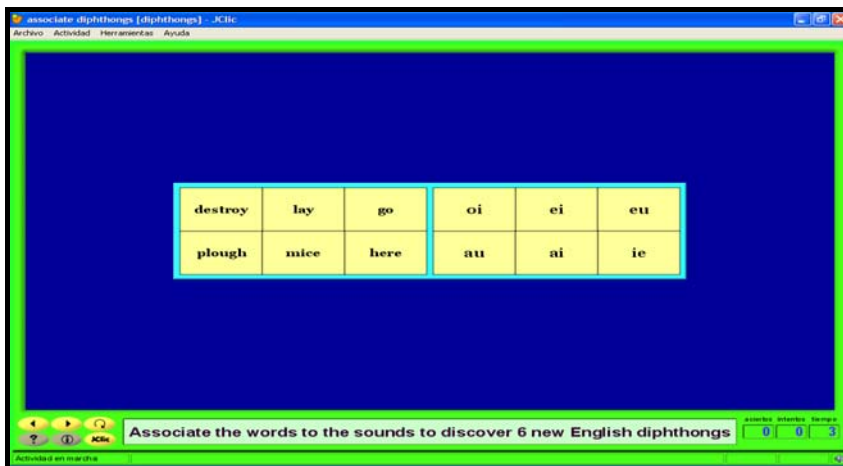 associate diphthongs [diphthongs] - JClic
Archivo Actividad Herramientas Ayuda
destroy lay go oi ei eu
plough mice here au ai ie
aciertos intentos tiempo
? i JClic Associate the words to the sounds to discover 6 new English diphthongs 0 0 3
Actividad en marcha